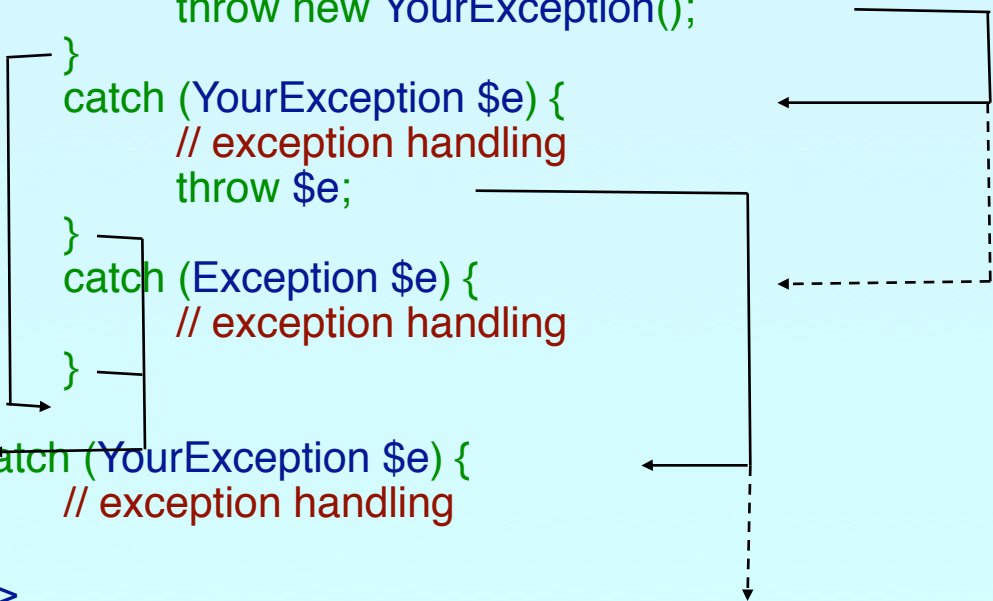 throw new YourException();
}
catch (YourException $e) {
// exception handling
throw $e;
}
catch (Exception $e) {
// exception handling
}
atch (YourException $e) {
// exception handling
>